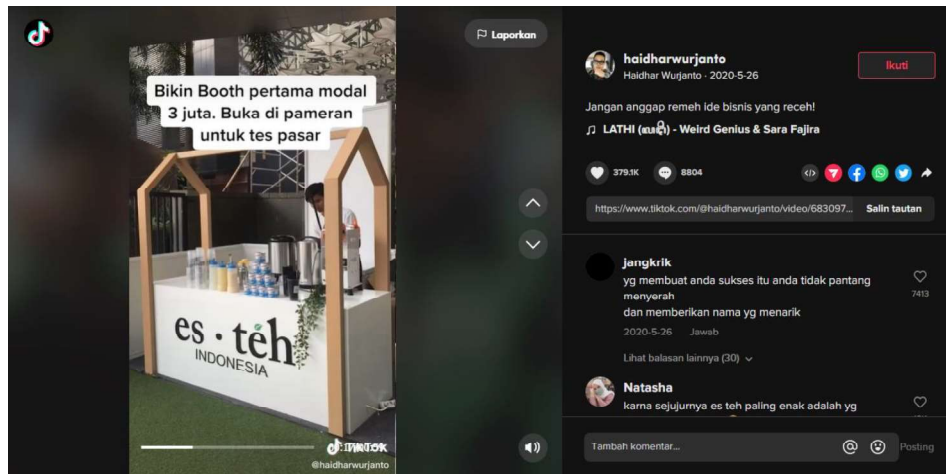 Laporkan
Bikin Booth pertama modal
3 juta. Buka di pameran
untuk tes pasar
es • teh
INDONESIA
TikTok
@haidharwurjanto
haidharwurjanto
Haidhar Wurjanto · 2020-5-26
Ikuti
Jangan anggap remeh ide bisnis yang receh!
♫ LATHI - Weird Genius & Sara Fajira
379.1K
8804
https://www.tiktok.com/@haidharwurjanto/video/683097...
Salin tautan
jangkrik
yg membuat anda sukses itu anda tidak pantang
menyerah
dan memberikan nama yg menarik
7413
2020-5-26 Jawab
Lihat balasan lainnya (30)
Natasha
karna sejujurnya es teh paling enak adalah yg
Tambah komentar...
@
Posting